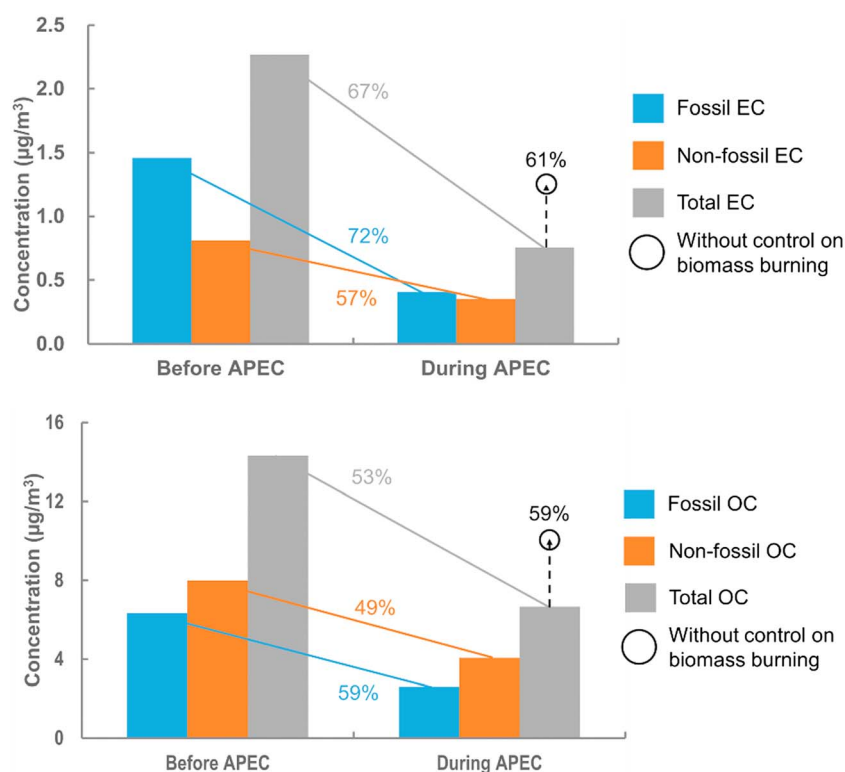 2.5
2.0
1.5
1.0
0.5
0.0
Concentration (µg/m³)
67%
72%
57%
61%
Before APEC
During APEC
Fossil EC
Non-fossil EC
Total EC
Without control on
biomass burning
16
12
8
4
0
Concentration (µg/m³)
53%
49%
59%
59%
Before APEC
During APEC
Fossil OC
Non-fossil OC
Total OC
Without control on
biomass burning